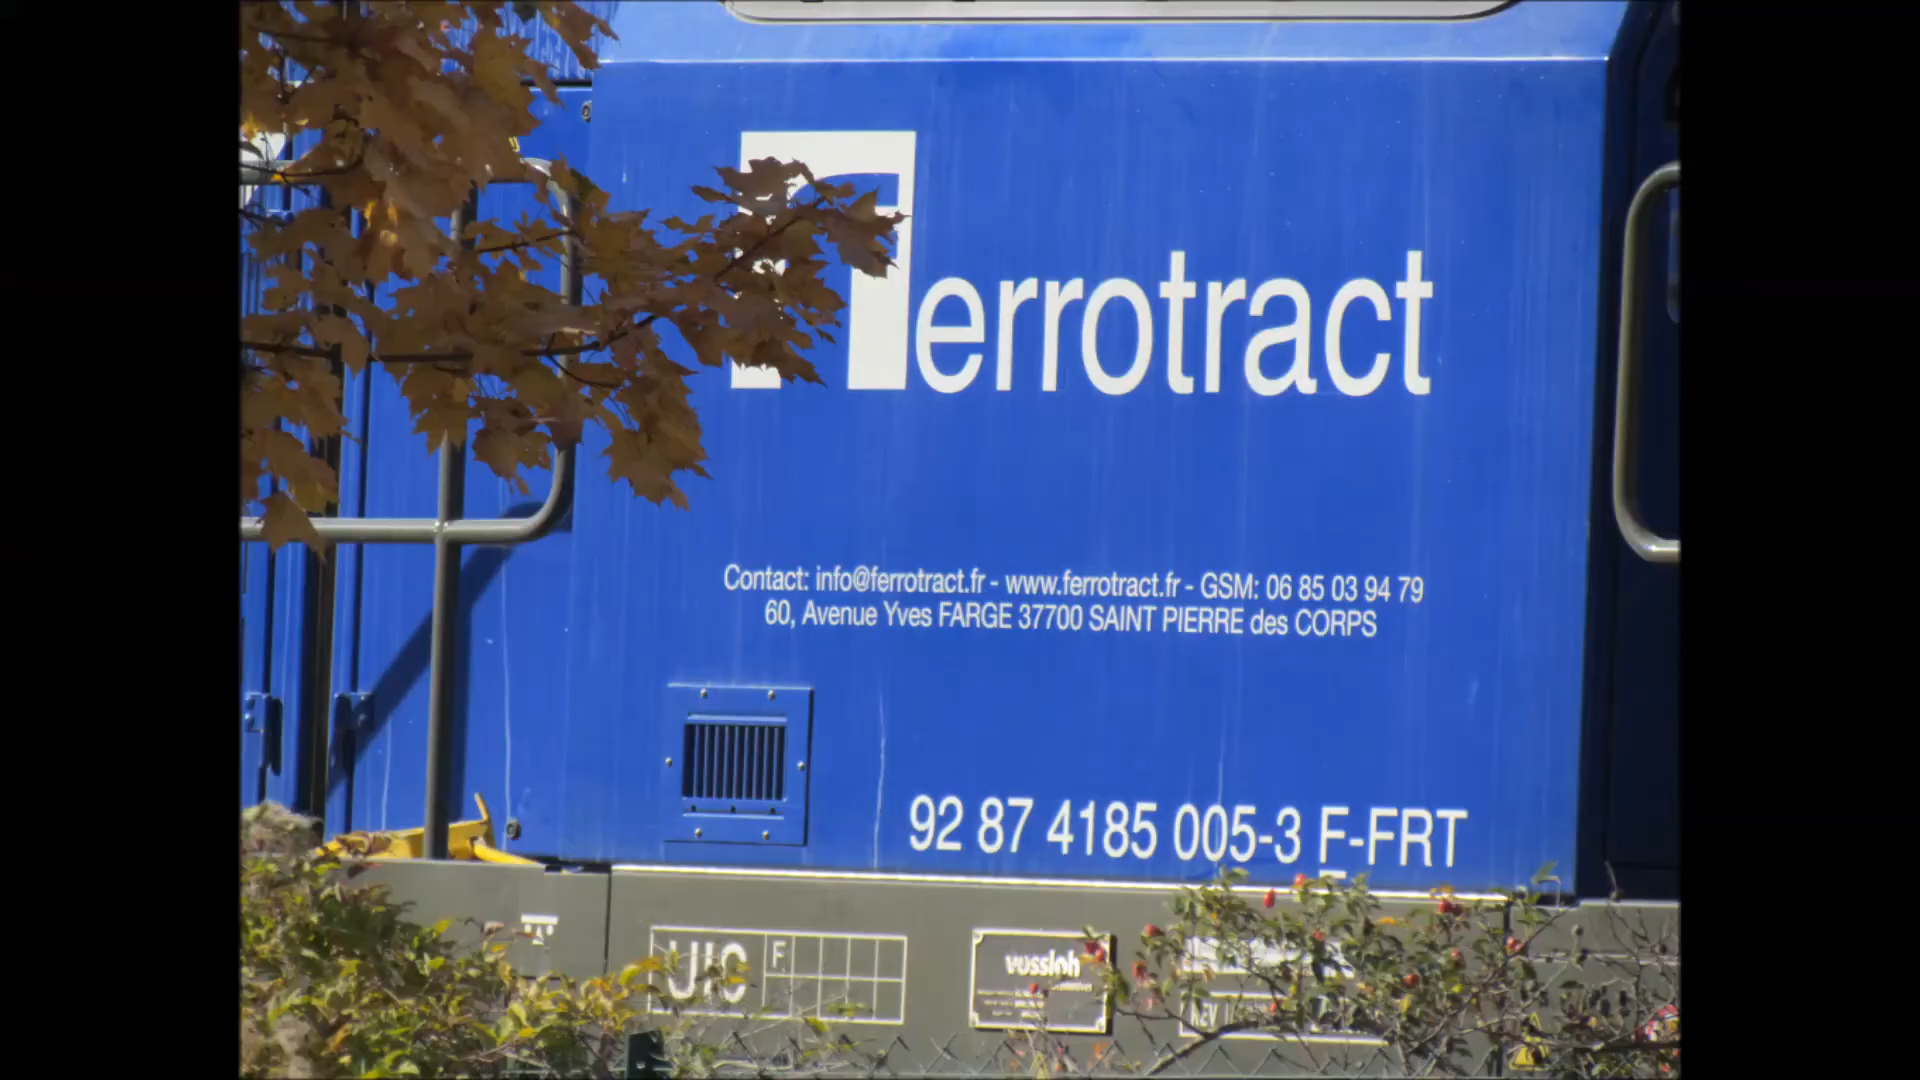 Ferrotract
Contact: info@ferrotract.fr - www.ferrotract.fr - GSM: 06 85 03 94 79
60, Avenue Yves FARGE 37700 SAINT PIERRE des CORPS
92 87 4185 005-3 F-FRT
UIC F
vossloh
REV